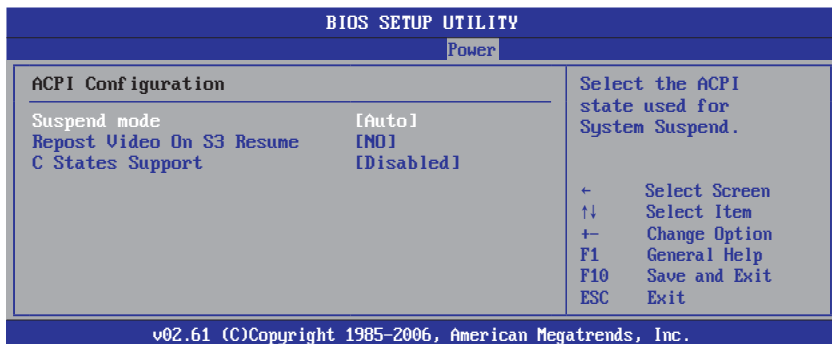 BIOS SETUP UTILITY
Power
ACPI Configuration
Suspend mode [Auto]
Repost Video On S3 Resume [NO]
C States Support [Disabled]
Select the ACPI
state used for
System Suspend.
← Select Screen
↑↓ Select Item
+- Change Option
F1 General Help
F10 Save and Exit
ESC Exit
v02.61 (C)Copyright 1985-2006, American Megatrends, Inc.